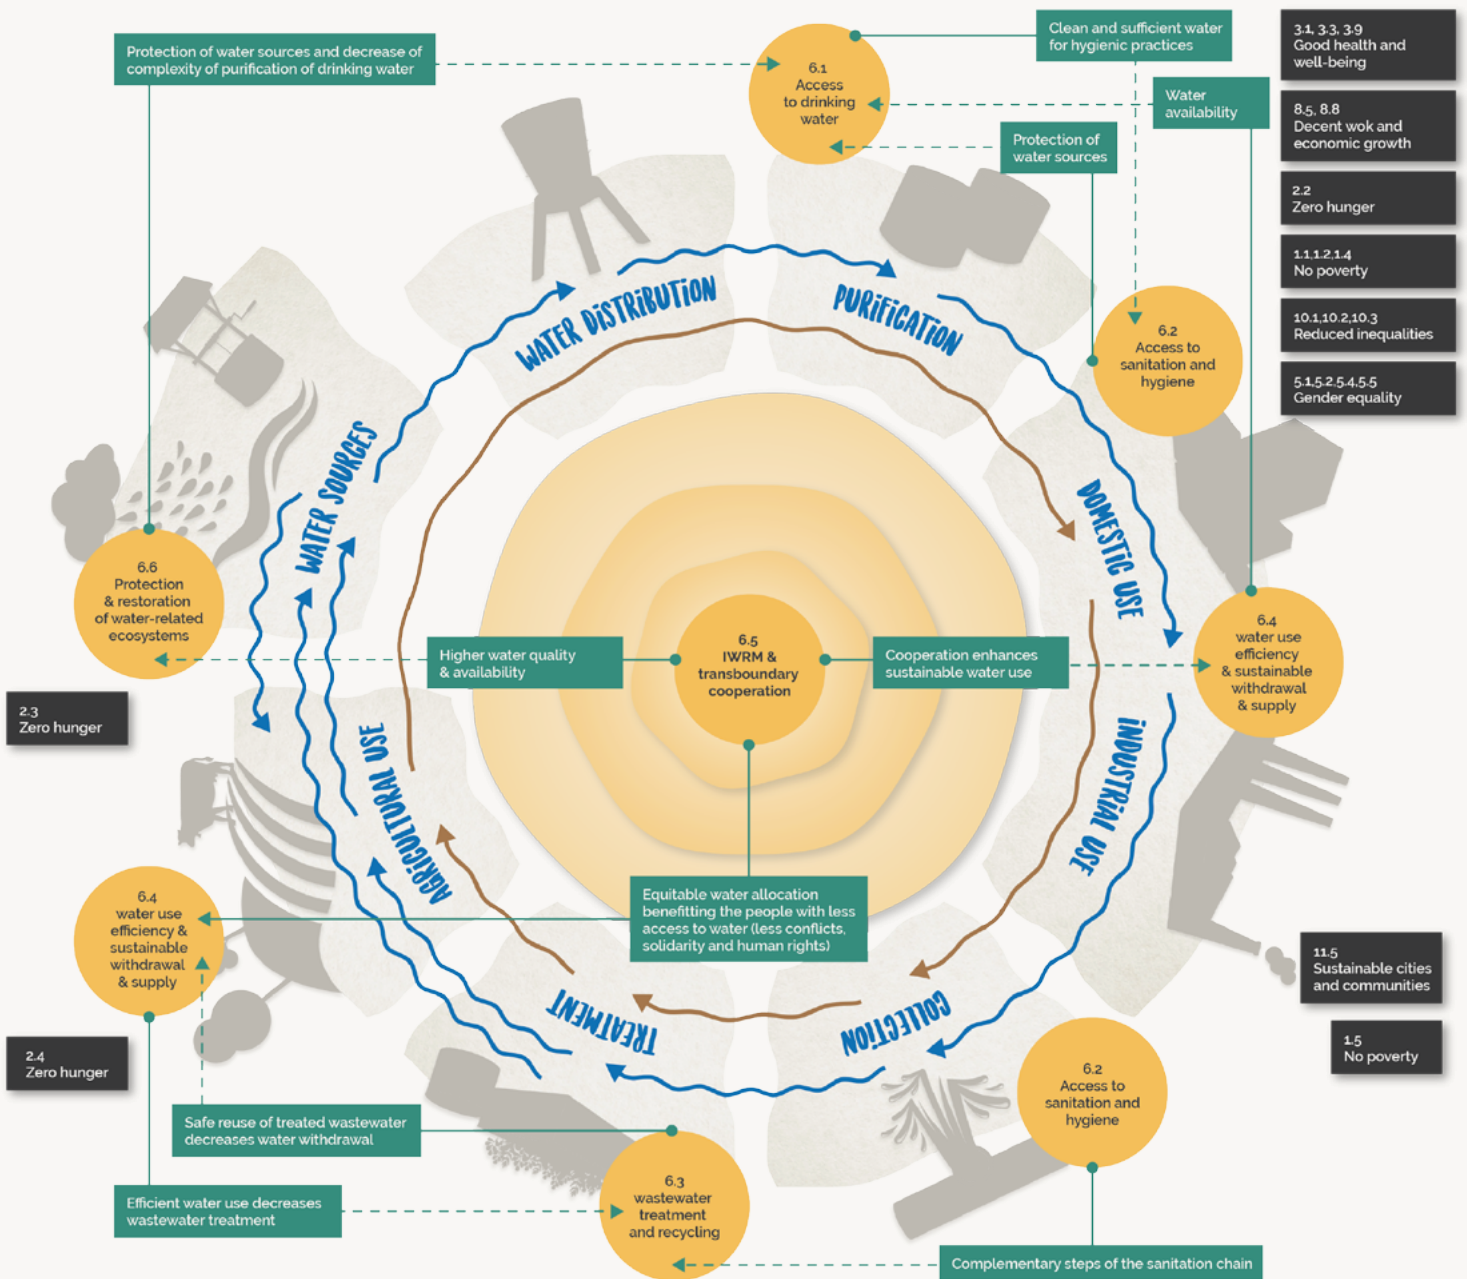 Protection of water sources and decrease of
complexity of purification of drinking water
6.1
Access
to drinking
water
Clean and sufficient water
for hygienic practices
Water
availability
Protection of
water sources
3.1, 3.3, 3.9
Good health and
well-being
8.5, 8.8
Decent wok and
economic growth
2.2
Zero hunger
1.1,1.2,1.4
No poverty
10.1,10.2,10.3
Reduced inequalities
5.1,5.2,5.4,5.5
Gender equality
6.2
Access to
sanitation and
hygiene
WATER DISTRIBUTION
PURIFICATION
WATER SOURCES
DOMESTIC USE
6.6
Protection
& restoration
of water-related
ecosystems
Higher water quality
& availability
6.5
IWRM &
transboundary
cooperation
Cooperation enhances
sustainable water use
6.4
water use
efficiency
& sustainable
withdrawal
& supply
2.3
Zero hunger
AGRICULTURAL USE
INDUSTRIAL USE
6.4
water use
efficiency &
sustainable
withdrawal
& supply
Equitable water allocation
benefitting the people with less
access to water (less conflicts,
solidarity and human rights)
11.5
Sustainable cities
and communities
1.5
No poverty
2.4
Zero hunger
TREATMENT
COLLECTION
6.2
Access to
sanitation and
hygiene
Safe reuse of treated wastewater
decreases water withdrawal
Efficient water use decreases
wastewater treatment
6.3
wastewater
treatment
and recycling
Complementary steps of the sanitation chain